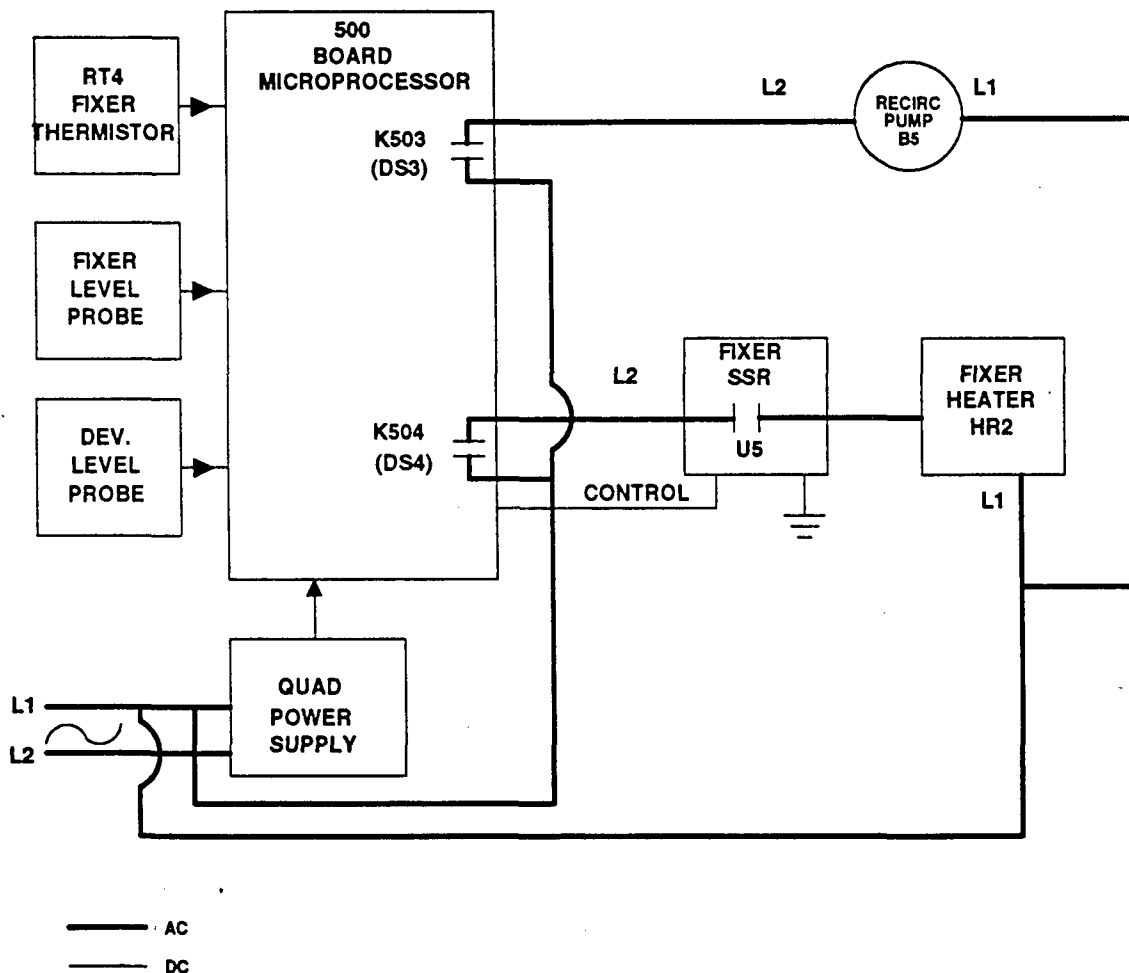 500
BOARD
MICROPROCESSOR
RT4
FIXER
THERMISTOR
K503
(DS3)
L2
RECIRC
PUMP
B5
L1
FIXER
LEVEL
PROBE
L2
FIXER
SSR
U5
FIXER
HEATER
HR2
L1
DEV.
LEVEL
PROBE
K504
(DS4)
CONTROL
QUAD
POWER
SUPPLY
L1
L2
AC
DC